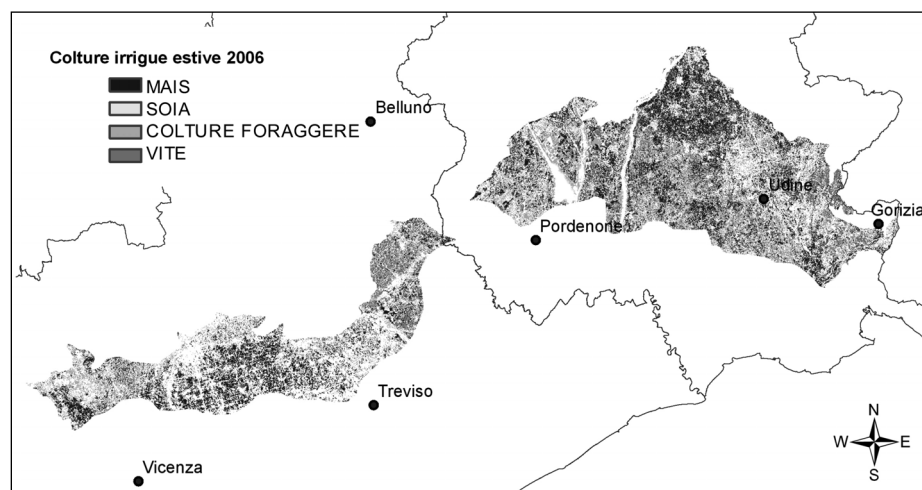 Colture irrigue estive 2006
MAIS
SOIA
COLTURE FORAGGERE
VITE
Belluno
Udine
Gorizia
Pordenone
Treviso
Vicenza
N
W E
S